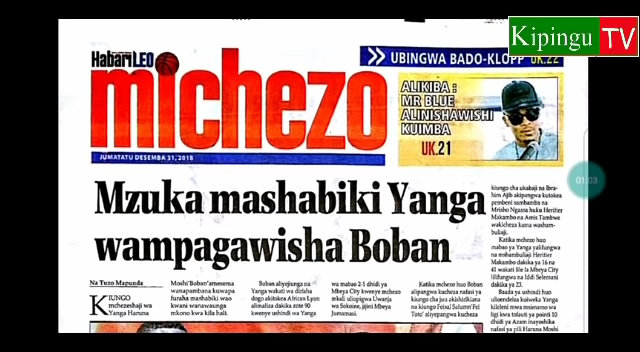 Kipingu TV
HabariLEO
michezo
JUMATATU DESEMBA 31, 2018
UBINGWA BADO-KLOPP UK.22
ALIKIBA :
MR BLUE
ALINISHAWISHI
KUIMBA
UK.21
01:03
Mzuka mashabiki Yanga
wampagawisha Boban
Na Tuzo Mapunda
KIUNGO
mchezeshaji wa
Yanga Haruna
Moshi'Boban'amesema
wanapambana kuwapa
furaha mashabiki wao
kwani wanawaunga
mkono kwa kila hali.
Boban aliyejiunga na
Yanga wakati wa dirisha
dogo akitokea African Lyon
alimaliza dakika zote 90
kwenye ushindi wa Yanga
wa mabao 2-1 dhidi ya
Mbeya City kwenye mchezo
mkali uliopigwa Uwanja
wa Sokoine, jijini Mbeya
Jumamosi.
Katika mchezo huo Boban
alipangwa kucheza nafasi ya
kiungo cha juu akishirikiana
na kiungo Feisal Salum'Fei
Toto' aliyepangwa kucheza
kiungo cha ukabaji na Ibra-
him Ajib akipangwa kutokea
pembeni sambamba na
Mrisho Ngassa huku Heritier
Makambo na Amis Tambwe
wakicheza kama washam-
buliaji.
Katika mchezo huo
mabao ya Yanga yalifungwa
na mshambuliaji Heritier
Makambo dakika ya 16 na
41 wakati lile la Mbeya City
lilifungwa na Iddi Selemani
dakika ya 23.
Baada ya ushindi huo
ulioendelea kuiweka Yanga
kileleni mwa msimamo wa
ligi kwa tofauti ya pointi 10
dhidi ya Azam inayoshika
nafasi ya pili Haruna Moshi